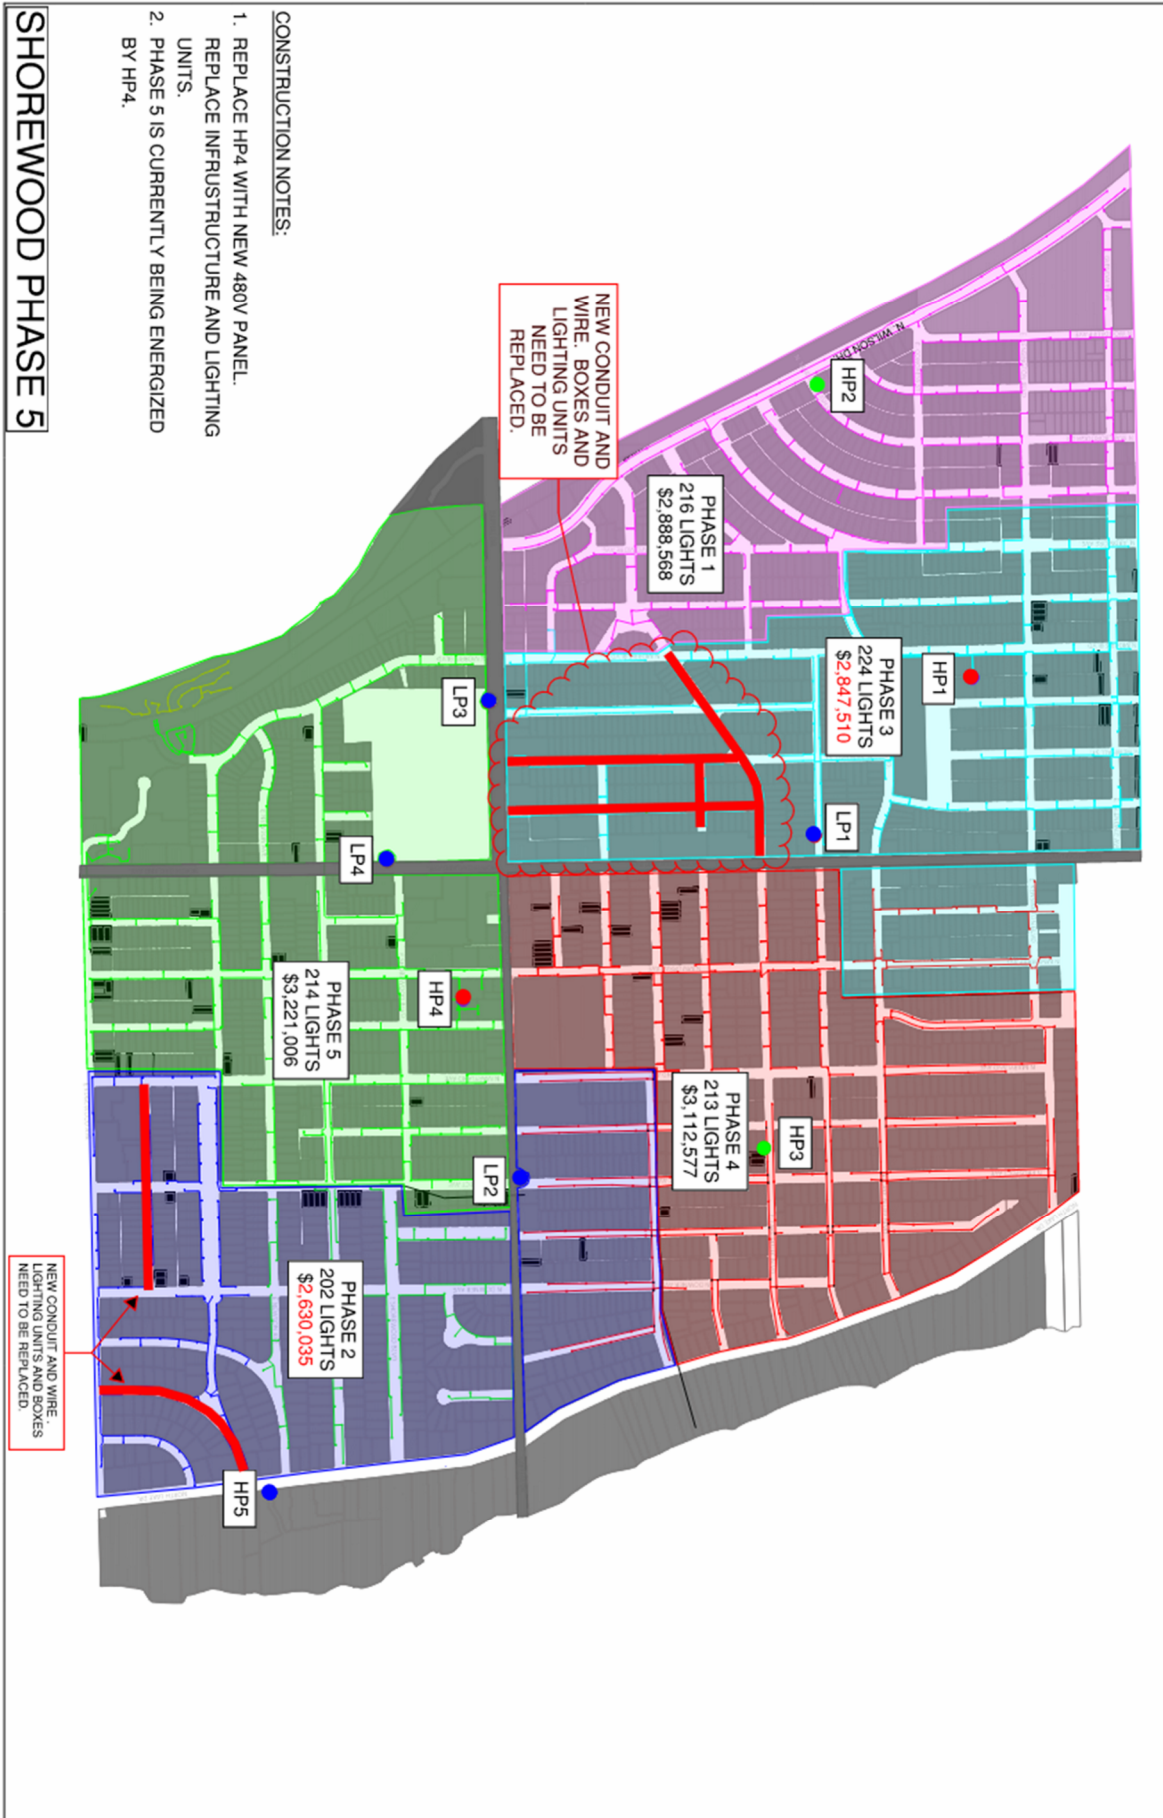 SHOREWOOD PHASE 5
CONSTRUCTION NOTES:
1. REPLACE HP4 WITH NEW 480V PANEL.
REPLACE INFRUSTRUCTURE AND LIGHTING
UNITS.
2. PHASE 5 IS CURRENTLY BEING ENERGIZED
BY HP4.
NEW CONDUIT AND
WIRE. BOXES AND
LIGHTING UNITS
NEED TO BE
REPLACED.
N. WILSON DR
HP2
PHASE 1
216 LIGHTS
$2,888,568
PHASE 3
224 LIGHTS
$2,847,510
HP1
LP1
LP3
LP4
HP4
PHASE 5
214 LIGHTS
$3,221,006
PHASE 4
213 LIGHTS
$3,112,577
HP3
LP2
PHASE 2
202 LIGHTS
$2,630,035
HP5
NEW CONDUIT AND WIRE.
LIGHTING UNITS AND BOXES
NEED TO BE REPLACED.